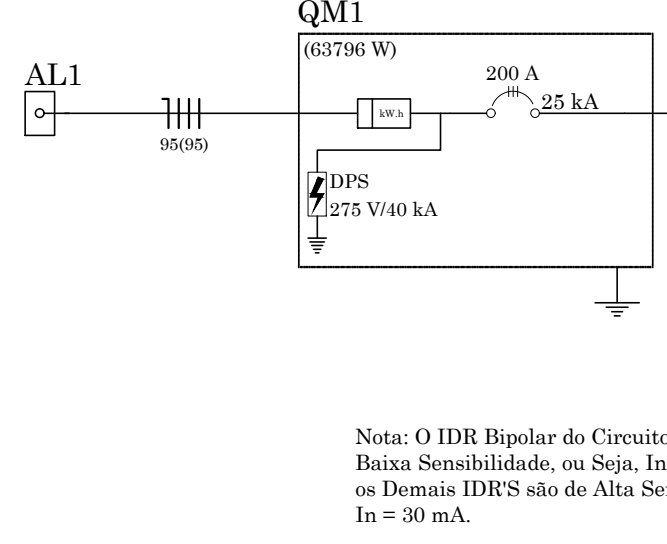 QM1
(63796 W)
AL1
200 A
25 kA
kW.h
95(95)
DPS
275 V/40 kA
Nota: O IDR Bipolar do Circuito
Baixa Sensibilidade, ou Seja, In
os Demais IDR'S são de Alta Se
In = 30 mA.